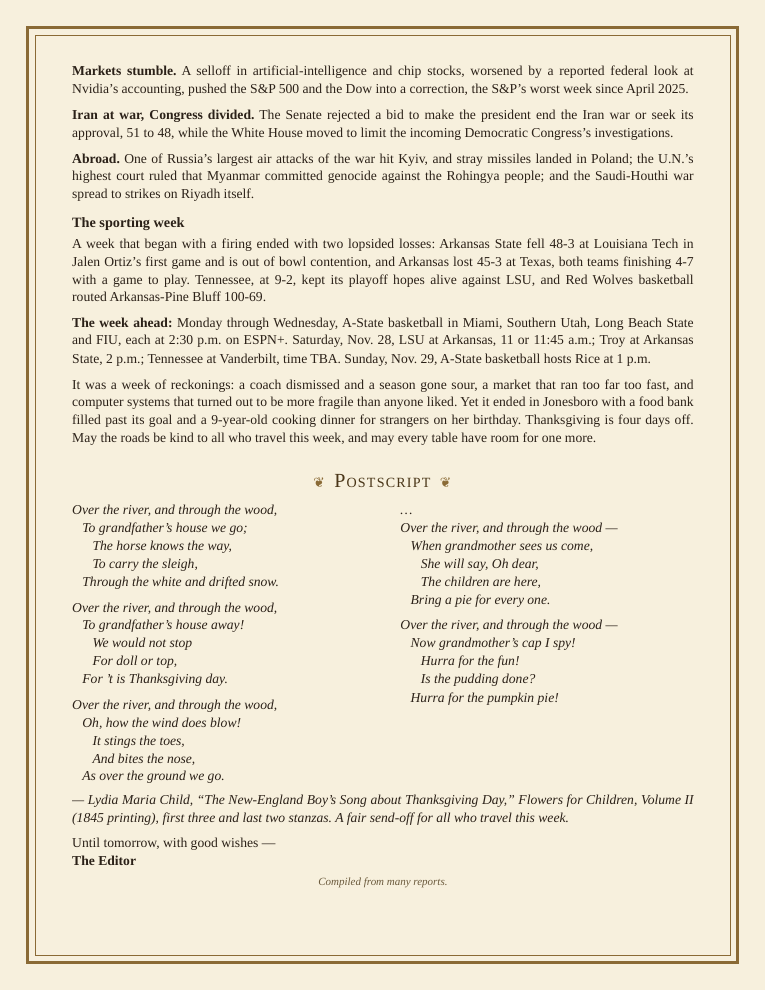 Markets stumble. A selloff in artificial-intelligence and chip stocks, worsened by a reported federal look at
Nvidia’s accounting, pushed the S&P 500 and the Dow into a correction, the S&P’s worst week since April 2025.
Iran at war, Congress divided. The Senate rejected a bid to make the president end the Iran war or seek its
approval, 51 to 48, while the White House moved to limit the incoming Democratic Congress’s investigations.
Abroad. One of Russia’s largest air attacks of the war hit Kyiv, and stray missiles landed in Poland; the U.N.’s
highest court ruled that Myanmar committed genocide against the Rohingya people; and the Saudi-Houthi war
spread to strikes on Riyadh itself.
The sporting week
A week that began with a firing ended with two lopsided losses: Arkansas State fell 48-3 at Louisiana Tech in
Jalen Ortiz’s first game and is out of bowl contention, and Arkansas lost 45-3 at Texas, both teams finishing 4-7
with a game to play. Tennessee, at 9-2, kept its playoff hopes alive against LSU, and Red Wolves basketball
routed Arkansas-Pine Bluff 100-69.
The week ahead: Monday through Wednesday, A-State basketball in Miami, Southern Utah, Long Beach State
and FIU, each at 2:30 p.m. on ESPN+. Saturday, Nov. 28, LSU at Arkansas, 11 or 11:45 a.m.; Troy at Arkansas
State, 2 p.m.; Tennessee at Vanderbilt, time TBA. Sunday, Nov. 29, A-State basketball hosts Rice at 1 p.m.
It was a week of reckonings: a coach dismissed and a season gone sour, a market that ran too far too fast, and
computer systems that turned out to be more fragile than anyone liked. Yet it ended in Jonesboro with a food bank
filled past its goal and a 9-year-old cooking dinner for strangers on her birthday. Thanksgiving is four days off.
May the roads be kind to all who travel this week, and may every table have room for one more.
❦ Postscript ❦
Over the river, and through the wood,
To grandfather’s house we go;
The horse knows the way,
To carry the sleigh,
Through the white and drifted snow.
Over the river, and through the wood,
To grandfather’s house away!
We would not stop
For doll or top,
For ’t is Thanksgiving day.
Over the river, and through the wood,
Oh, how the wind does blow!
It stings the toes,
And bites the nose,
As over the ground we go.
…
Over the river, and through the wood —
When grandmother sees us come,
She will say, Oh dear,
The children are here,
Bring a pie for every one.
Over the river, and through the wood —
Now grandmother’s cap I spy!
Hurra for the fun!
Is the pudding done?
Hurra for the pumpkin pie!
— Lydia Maria Child, “The New-England Boy’s Song about Thanksgiving Day,” Flowers for Children, Volume II
(1845 printing), first three and last two stanzas. A fair send-off for all who travel this week.
Until tomorrow, with good wishes —
The Editor
Compiled from many reports.